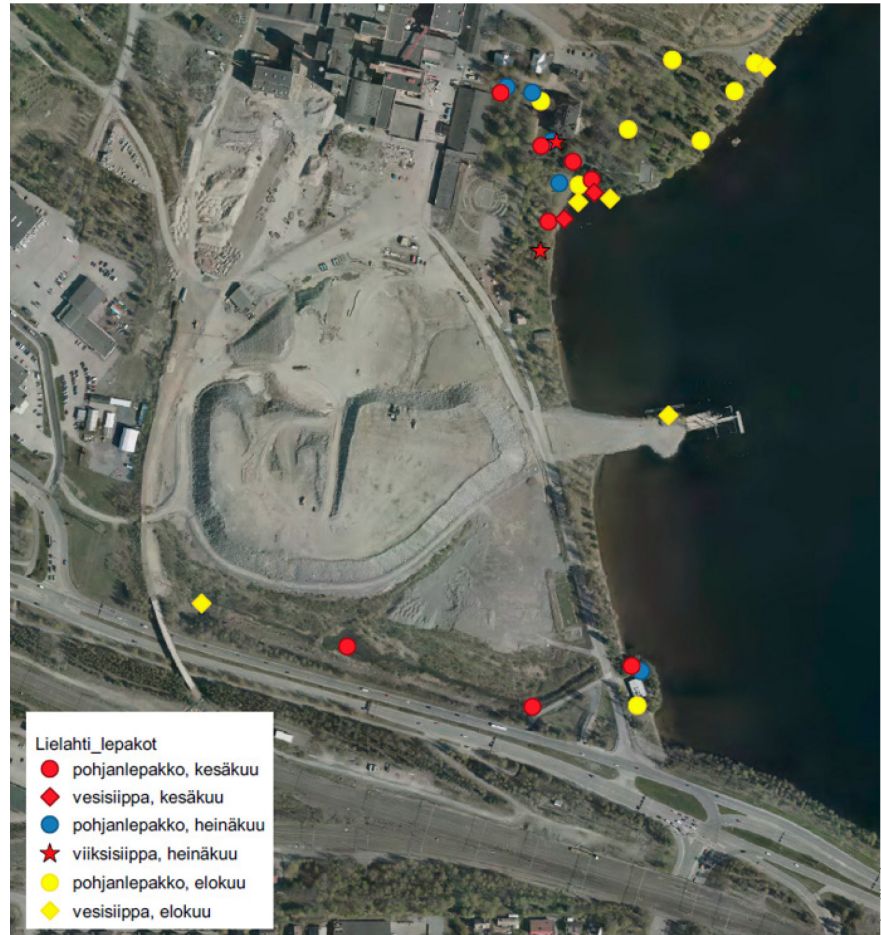 Lielahti_lepakot
pohjanlepakko, kesäkuu
vesisiippa, kesäkuu
pohjanlepakko, heinäkuu
viiksisiippa, heinäkuu
pohjanlepakko, elokuu
vesisiippa, elokuu